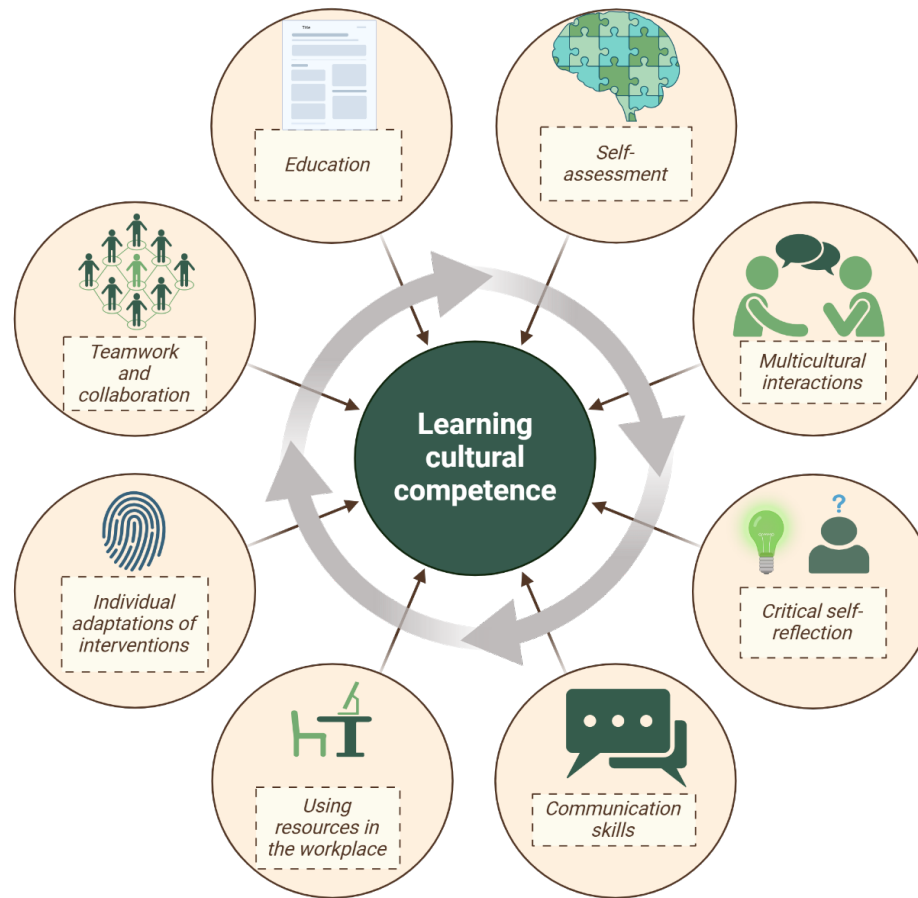 Title
Education
Self-
assessment
Multicultural
interactions
Critical self-
reflection
Communication
skills
Using
resources in
the workplace
Individual
adaptations of
interventions
Teamwork
and
collaboration
Learning
cultural
competence
?